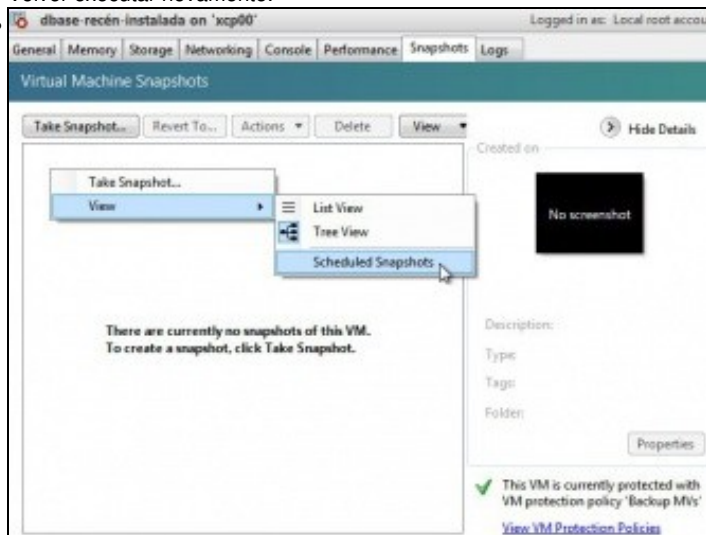 Volver executar novamente.
dbase-recén-instalada on 'xcp00'
Logged in as: Local root accou
General Memory Storage Networking Console Performance Snapshots Logs
Virtual Machine Snapshots
Take Snapshot... Revert To... Actions Delete View
Hide Details
Created on
No screenshot
Take Snapshot...
View
List View
Tree View
Scheduled Snapshots
There are currently no snapshots of this VM.
To create a snapshot, click Take Snapshot.
Description:
Type:
Tags:
Folder:
Properties
This VM is currently protected with
VM protection policy 'Backup MVs'
View VM Protection Policies